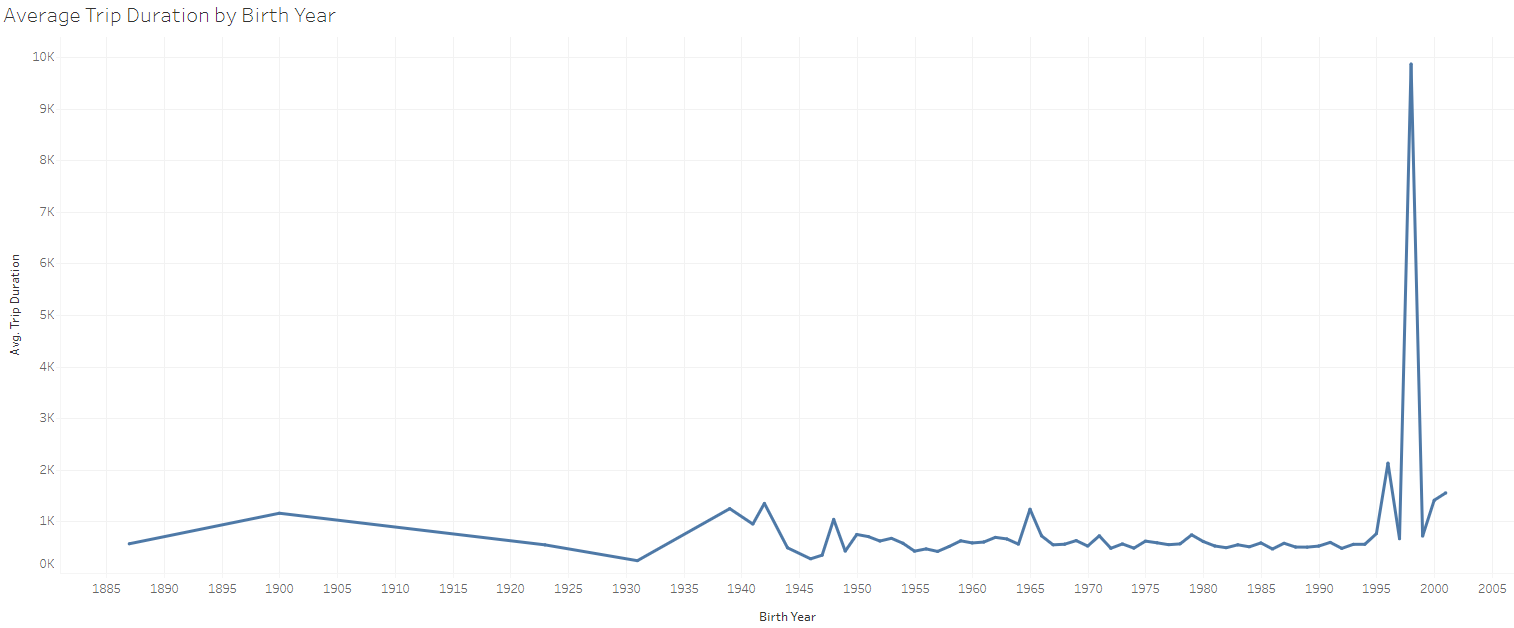 Average Trip Duration by Birth Year
10K
9K
8K
7K
6K
5K
4K
3K
2K
1K
0K
Avg. Trip Duration
1885 1890 1895 1900 1905 1910 1915 1920 1925 1930 1935 1940 1945 1950 1955 1960 1965 1970 1975 1980 1985 1990 1995 2000 2005
Birth Year